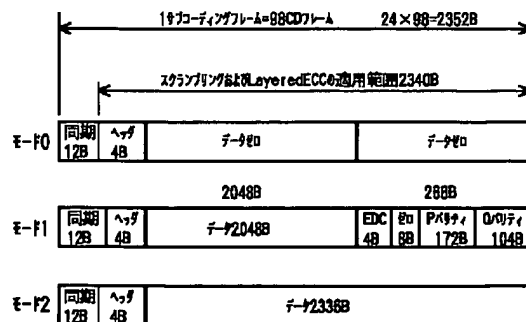 1サブコーディングフレーム=98CDフレーム 24×98=2352B
スクランブリングおよびLayeredECCの適用範囲2340B
モード0 同期 12B ヘッダ 4B データゼロ データゼロ
2048B 288B
モード1 同期 12B ヘッダ 4B データ2048B EDC 4B ゼロ 8B Pパリティ 172B Qパリティ 104B
モード2 同期 12B ヘッダ 4B データ2336B